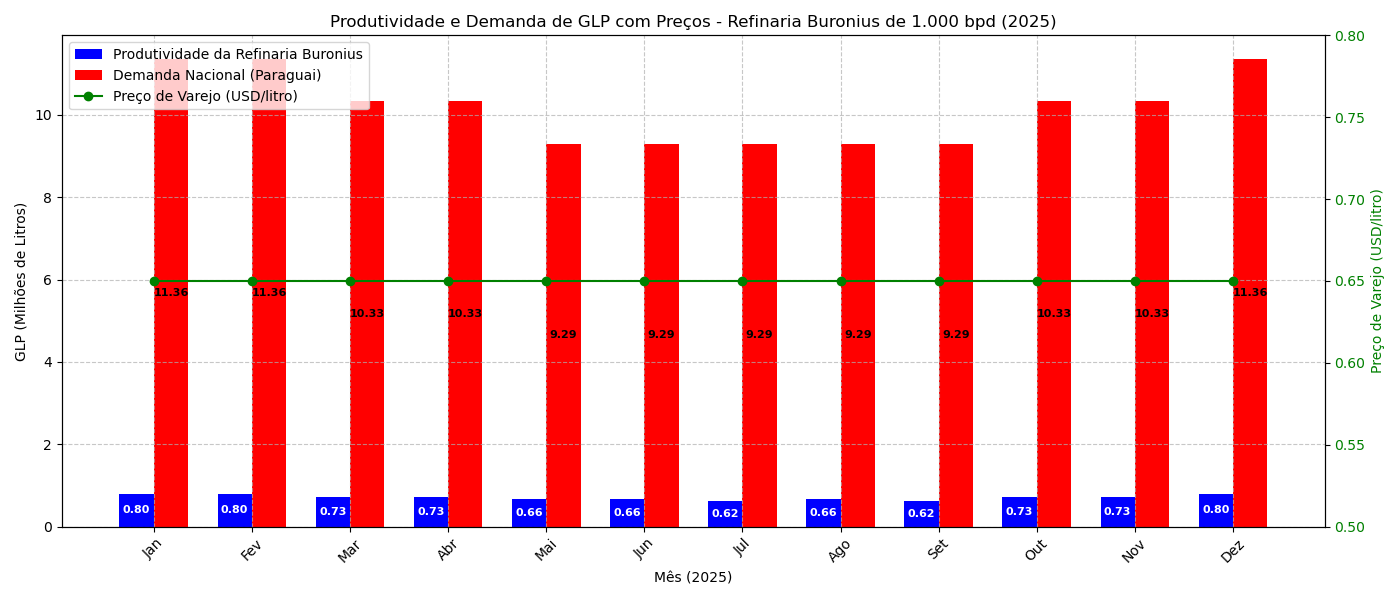 Produtividade e Demanda de GLP com Preços - Refinaria Buronius de 1.000 bpd (2025)
Produtividade da Refinaria Buronius
Demanda Nacional (Paraguai)
Preço de Varejo (USD/litro)
GLP (Milhões de Litros)
10
8
6
4
2
0
11.36
11.36
10.33
10.33
9.29
9.29
9.29
9.29
9.29
10.33
10.33
11.36
0.80
0.80
0.73
0.73
0.66
0.66
0.62
0.66
0.62
0.73
0.73
0.80
0.80
0.75
0.70
0.65
0.60
0.55
0.50
Preço de Varejo (USD/litro)
Jan
Fev
Mar
Abr
Mai
Jun
Jul
Ago
Set
Out
Nov
Dez
Mês (2025)